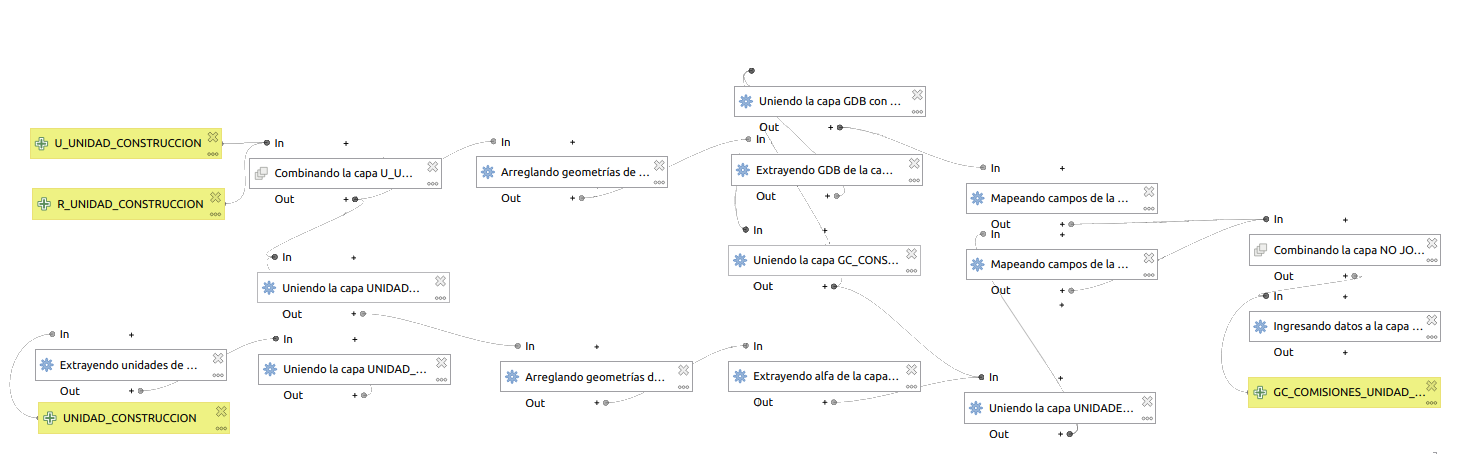 U_UNIDAD_CONSTRUCCION
R_UNIDAD_CONSTRUCCION
In
Combinando la capa U_U...
Out
In
Uniendo la capa UNIDAD...
Out
In
Extrayendo unidades de ...
Out
UNIDAD_CONSTRUCCION
In
Uniendo la capa UNIDAD_...
Out
In
Arreglando geometrías de ...
Out
In
Arreglando geometrías d...
Out
Uniendo la capa GDB con ...
Out
In
Extrayendo GDB de la ca...
Out
In
Uniendo la capa GC_CONS...
Out
In
Extrayendo alfa de la capa...
Out
In
Mapeando campos de la ...
Out
In
Mapeando campos de la ...
Out
In
Uniendo la capa UNIDADE...
Out
In
Combinando la capa NO JO...
Out
In
Ingresando datos a la capa ...
Out
GC_COMISIONES_UNIDAD_...